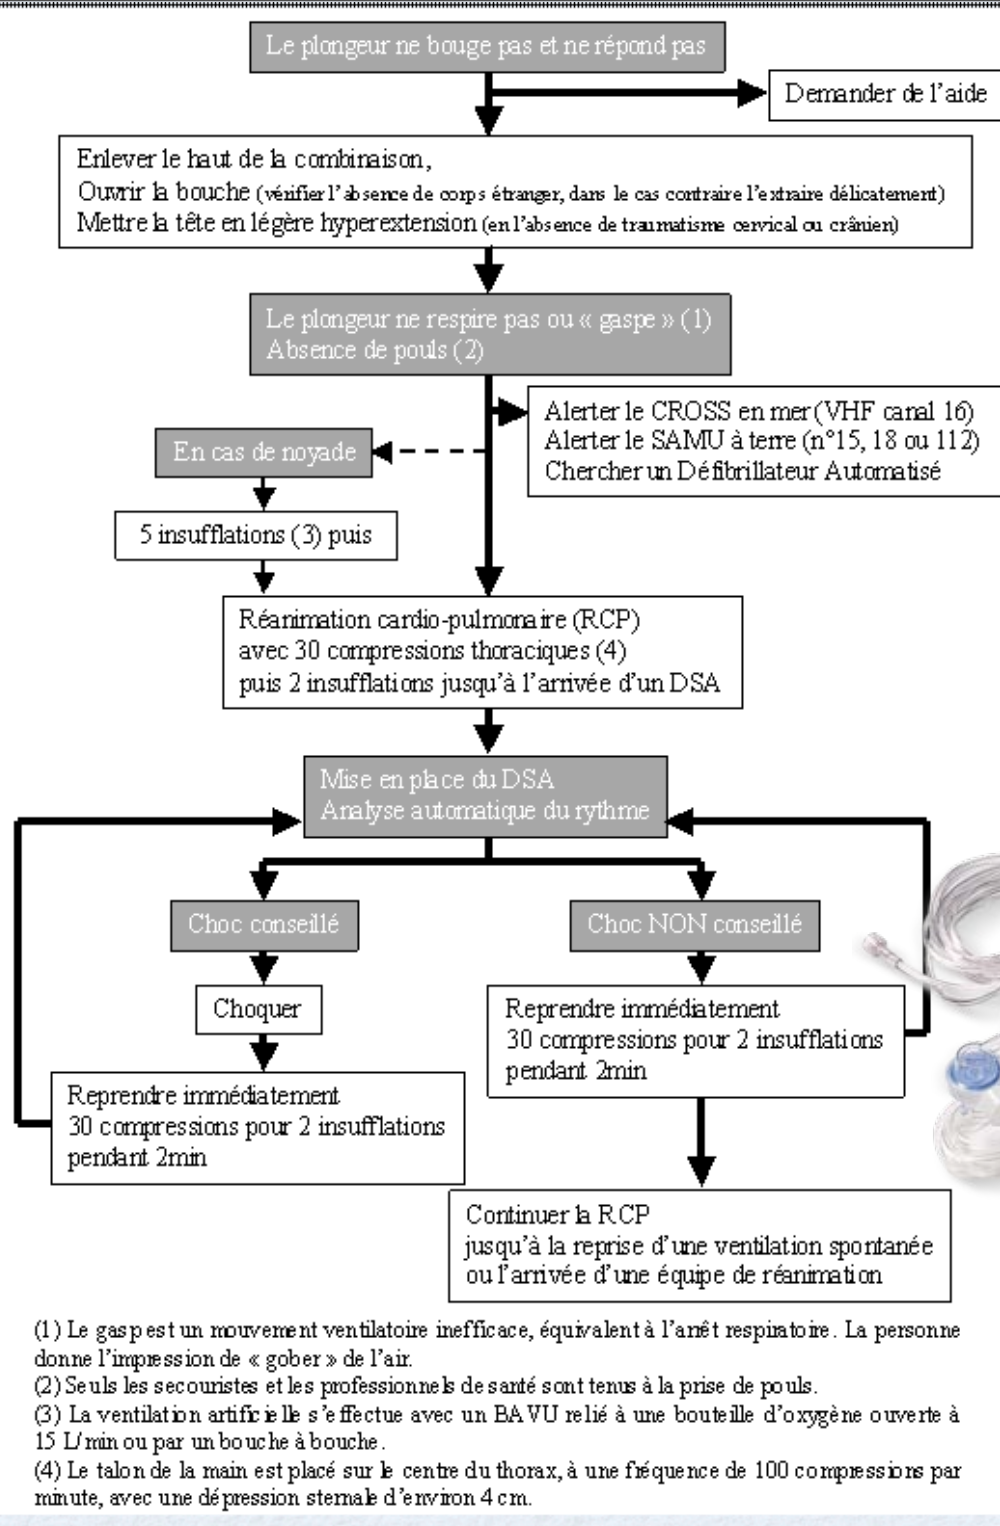 Le plongeur ne bouge pas et ne répond pas
Demander de l'aide
Enlever le haut de la combinaison,
Ouvrir la bouche (vérifier l'absence de corps étranger, dans le cas contraire l'extraire délicatement)
Mettre la tête en légère hyperextension (en l'absence de traumatisme cervical ou crânien)
Le plongeur ne respire pas ou « gaspe » (1)
Absence de pouls (2)
Alerter le CROSS en mer (VHF canal 16)
Alerter le SAMU à terre (n°15, 18 ou 112)
Chercher un Défibrillateur Automatisé
En cas de noyade
5 insufflations (3) puis
Réanimation cardio-pulmonaire (RCP)
avec 30 compressions thoraciques (4)
puis 2 insufflations jusqu'à l'arrivée d'un DSA
Mise en place du DSA
Analyse automatique du rythme
Choc conseillé
Choc NON conseillé
Choquer
Reprendre immédiatement
30 compressions pour 2 insufflations
pendant 2min
Reprendre immédiatement
30 compressions pour 2 insufflations
pendant 2min
Continuer la RCP
jusqu'à la reprise d'une ventilation spontanée
ou l'arrivée d'une équipe de réanimation
(1) Le gasp est un mouvement ventilatoire inefficace, équivalent à l'arrêt respiratoire. La personne
donne l'impression de « gober » de l'air.
(2) Seuls les secouristes et les professionnels de santé sont tenus à la prise de pouls.
(3) La ventilation artificielle s'effectue avec un BAVU relié à une bouteille d'oxygène ouverte à
15 L/min ou par un bouche à bouche.
(4) Le talon de la main est placé sur le centre du thorax, à une fréquence de 100 compressions par
minute, avec une dépression sternale d'environ 4 cm.